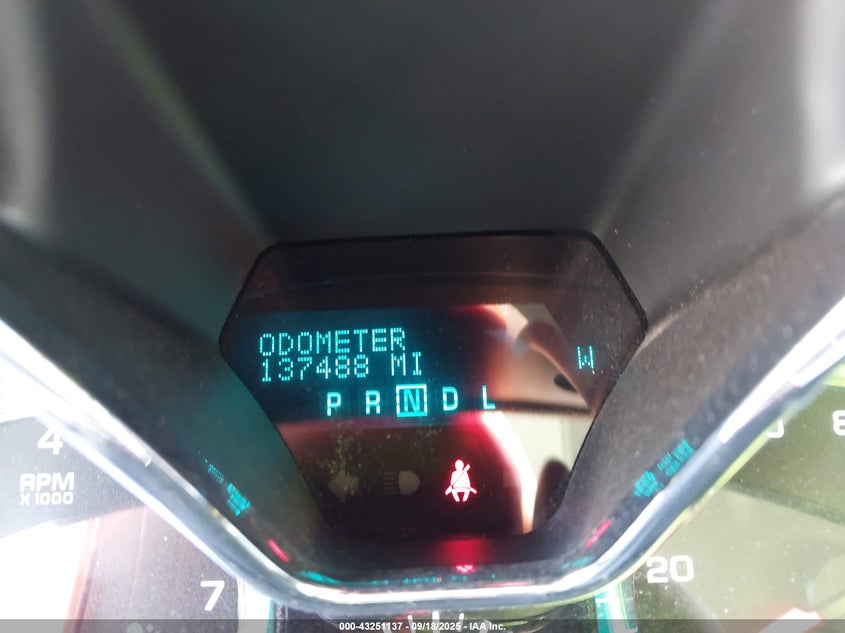 ODOMETER
137488 MI
W
P R N D L
4
RPM
X 1000
7
20
000-43251137 - 09/18/2025 - IAA Inc.